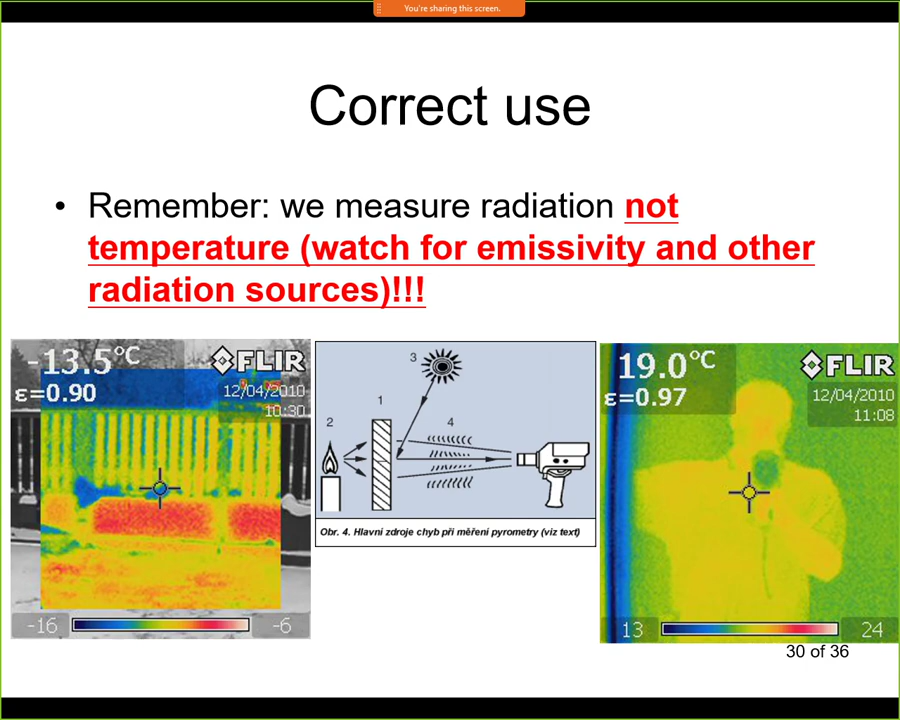 You're sharing this screen.
Correct use
• Remember: we measure radiation not
temperature (watch for emissivity and other
radiation sources)!!!
-13.5°C
FLIR
ε=0.90
12/04/2010
10:30
-16
-6
3
1
2
4
Obr. 4. Hlavní zdroje chyb při měření pyrometry (viz text)
19.0°C
FLIR
ε=0.97
12/04/2010
11:08
13
24
30 of 36